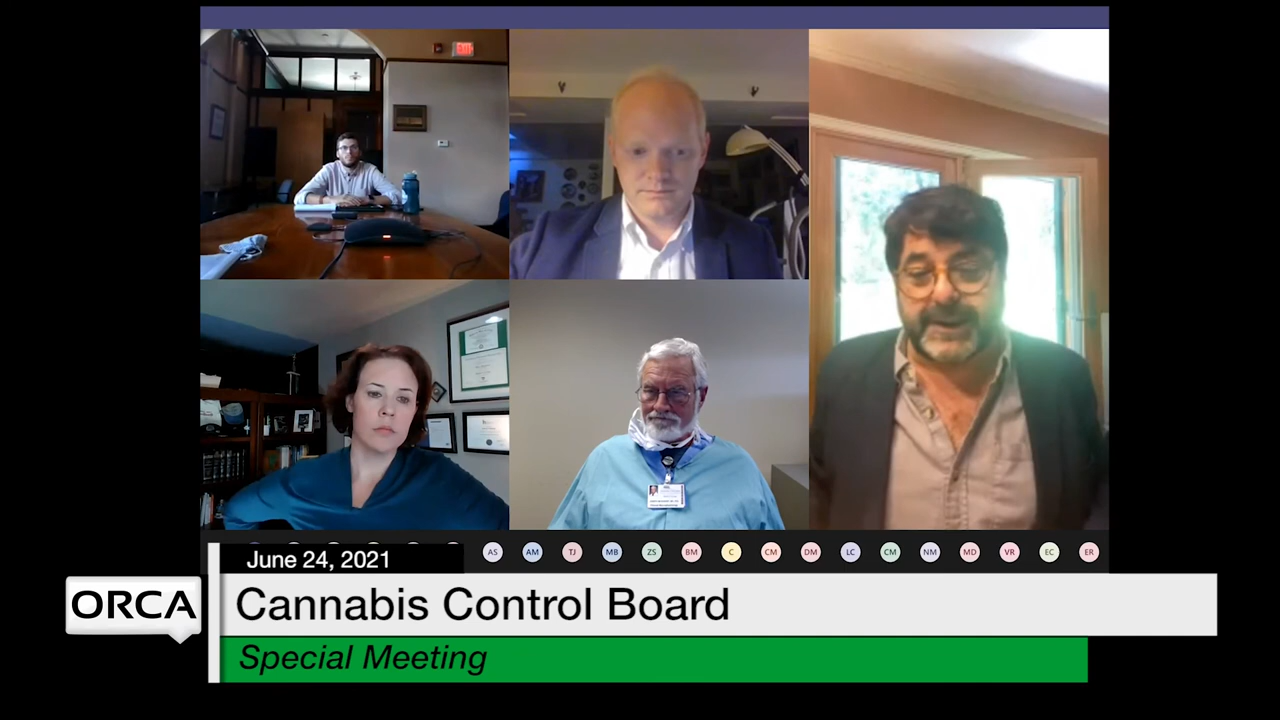 EXIT
AS AM TJ MB ZS BM C CM DM LC CM NM MD VR EC ER
June 24, 2021
ORCA
Cannabis Control Board
Special Meeting